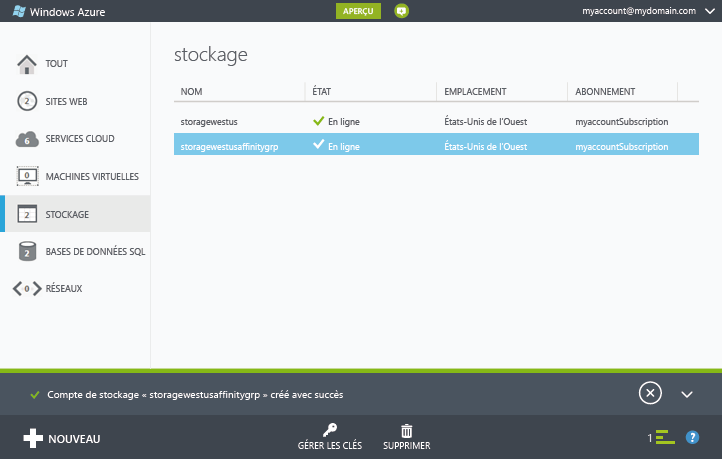 Windows Azure
APERÇU
myaccount@mydomain.com
TOUT
2 SITES WEB
6 SERVICES CLOUD
0 MACHINES VIRTUELLES
2 STOCKAGE
2 BASES DE DONNÉES SQL
0 RÉSEAUX
stockage
NOM ÉTAT EMPLACEMENT ABONNEMENT
storagewestus En ligne États-Unis de l'Ouest myaccountSubscription
storagewestusaffinitygrp En ligne États-Unis de l'Ouest myaccountSubscription
Compte de stockage « storagewestusaffinitygrp » créé avec succès
NOUVEAU
GÉRER LES CLÉS
SUPPRIMER
1
?